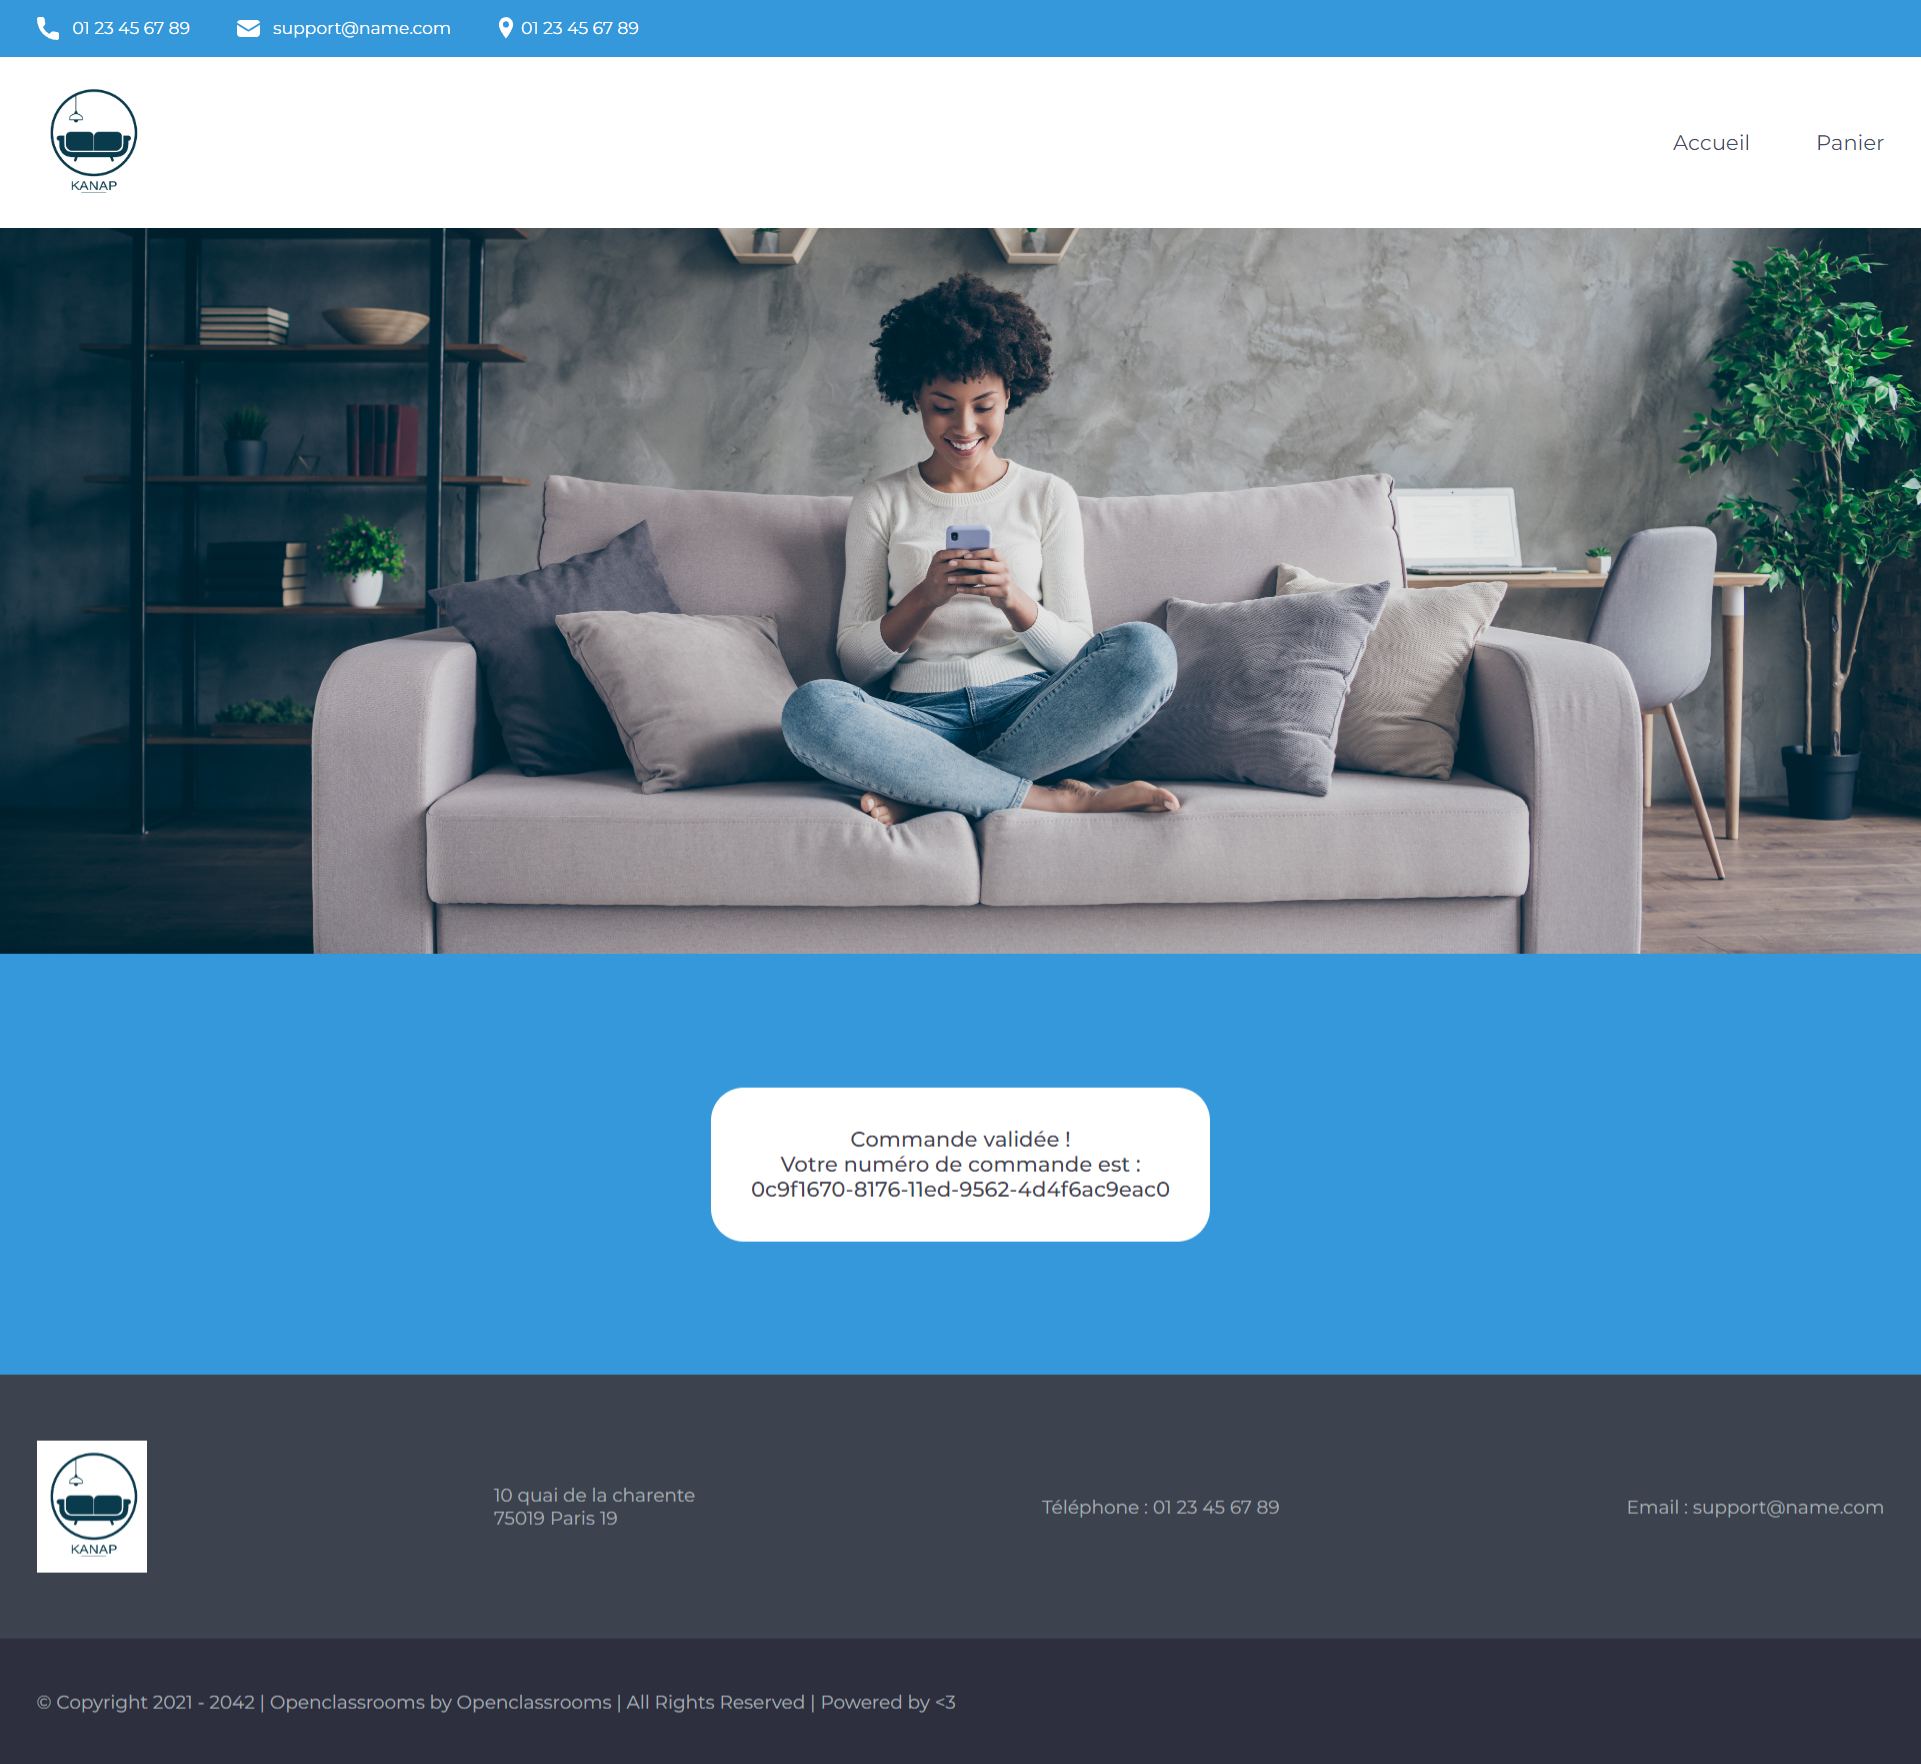 01 23 45 67 89
support@name.com
01 23 45 67 89
KANAP
Accueil
Panier
Commande validée !
Votre numéro de commande est :
0c9f1670-8176-11ed-9562-4d4f6ac9eac0
KANAP
10 quai de la charente
75019 Paris 19
Téléphone : 01 23 45 67 89
Email : support@name.com
© Copyright 2021 - 2042 | Openclassrooms by Openclassrooms | All Rights Reserved | Powered by <3